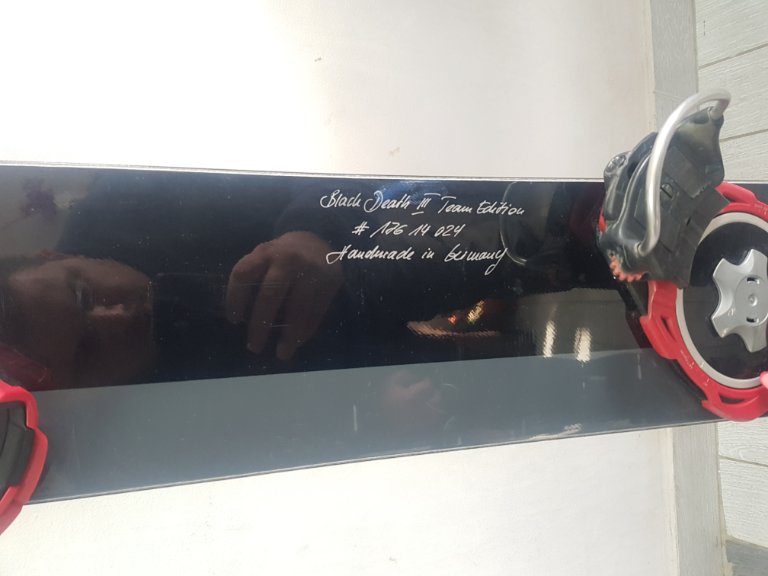 Black Death III Team Edition
# 176 14 024
Handmade in Germany